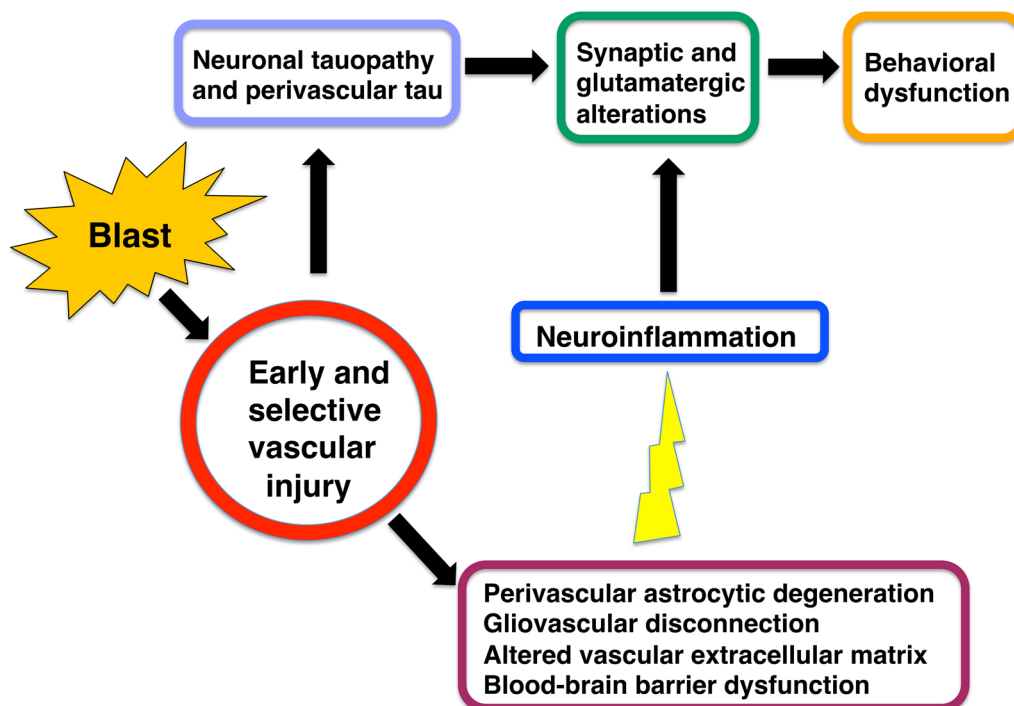 Neuronal tauopathy
and perivascular tau
Synaptic and
glutamatergic
alterations
Behavioral
dysfunction
Blast
Early and
selective
vascular
injury
Neuroinflammation
Perivascular astrocytic degeneration
Gliovascular disconnection
Altered vascular extracellular matrix
Blood-brain barrier dysfunction